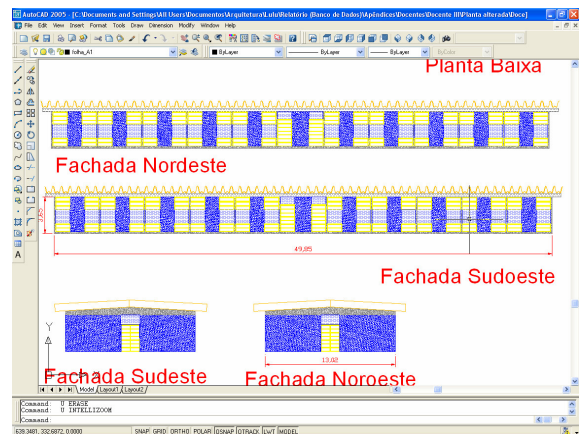 AutoCAD 2005 - [C:\Documents and Settings\All Users\Documentos\Arquitetura\Lulu\Relatório (Banco de Dados)\Apêndices\Docentes\Docente III\Planta alterada\Doce]
File Edit View Insert Format Tools Draw Dimension Modify Window Help
folha_A1 ByLayer ByLayer ByLayer ByColor
Planta Baixa
Fachada Nordeste
3,65
49,85
Fachada Sudoeste
Y
13,02
X
Fachada Sudeste Fachada Noroeste
Model Layout1 Layout2
Command: U ERASE
Command: U INTELLIZOOM
Command:
639.3481, 332.6872, 0.0000 SNAP GRID ORTHO POLAR OSNAP OTRACK LWT MODEL